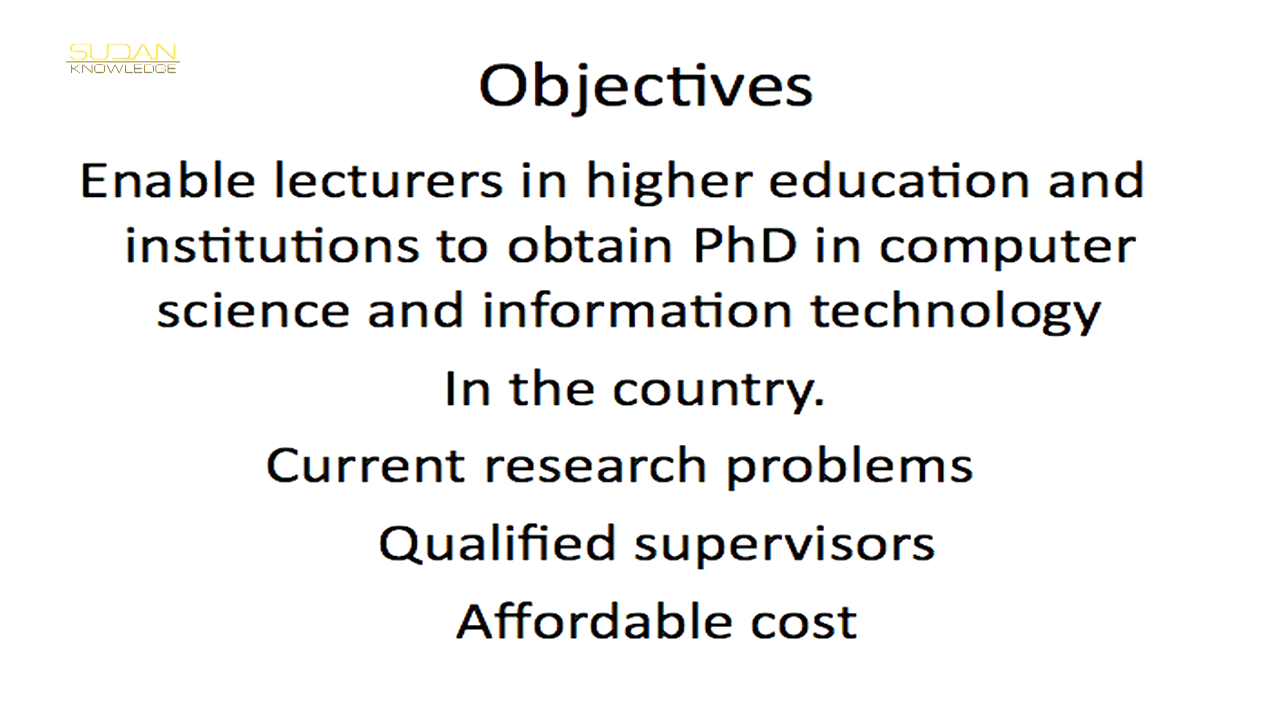 SUDAN
KNOWLEDGE
Objectives
Enable lecturers in higher education and
institutions to obtain PhD in computer
science and information technology
In the country.
Current research problems
Qualified supervisors
Affordable cost